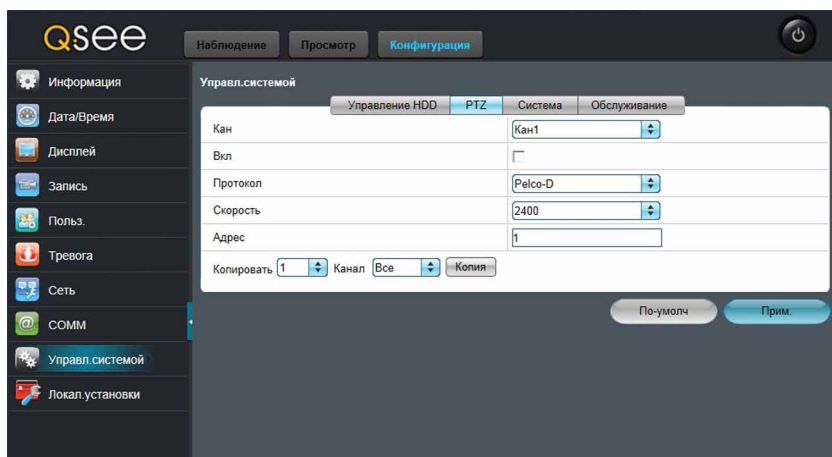 Qsee
Наблюдение Просмотр Конфигурация
Информация
Дата/Время
Дисплей
Запись
Польз.
Тревога
Сеть
COMM
Управл.системой
Локал.установки
Управл.системой
Управление HDD PTZ Система Обслуживание
Кан Кан1
Вкл
Протокол Pelco-D
Скорость 2400
Адрес 1
Копировать 1 Канал Все Копия
По-умолч Прим.